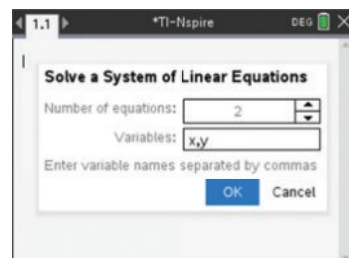 1.1 *TI-Nspire DEG
Solve a System of Linear Equations
Number of equations: 2
Variables: x,y
Enter variable names separated by commas
OK Cancel